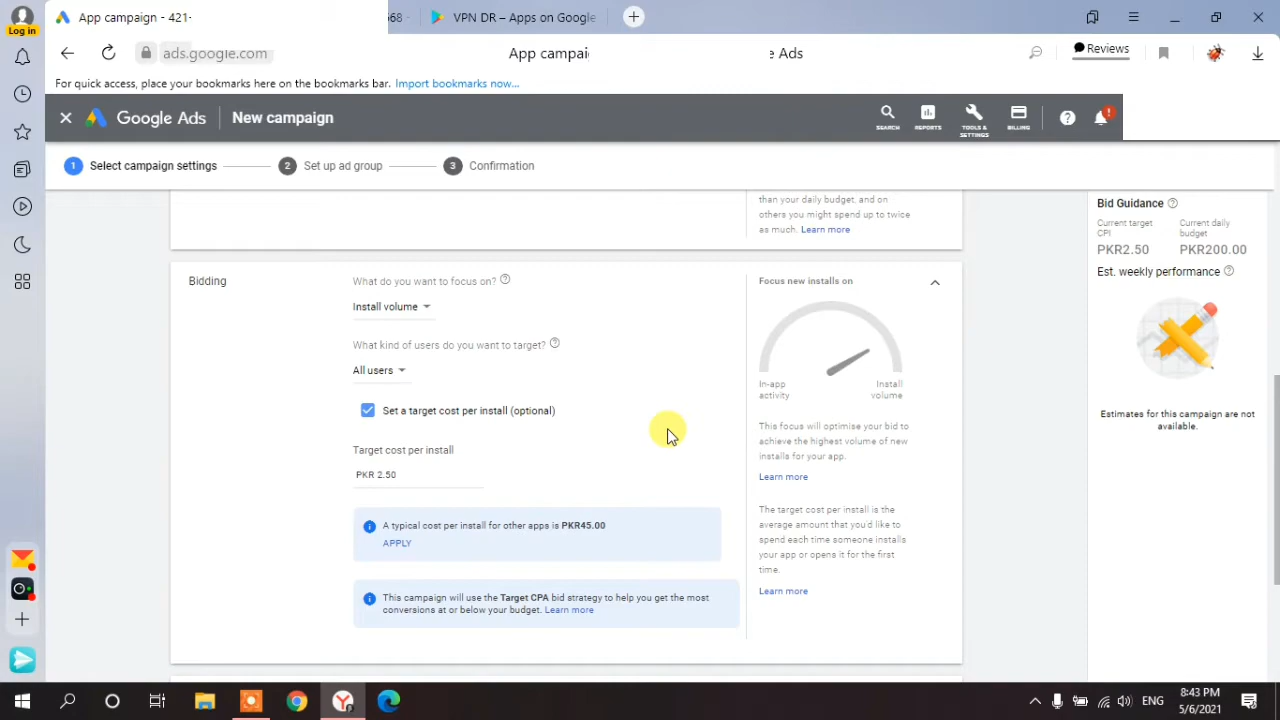 App campaign - 421-
68
VPN DR – Apps on Google
Log in
ads.google.com
App campai
e Ads
Reviews
For quick access, place your bookmarks here on the bookmarks bar. Import bookmarks now...
Google Ads
New campaign
SEARCH
REPORTS
TOOLS & SETTINGS
BILLING
1 Select campaign settings
2 Set up ad group
3 Confirmation
than your daily budget, and on
others you might spend up to twice
as much. Learn more
Bidding
What do you want to focus on?
Install volume
What kind of users do you want to target?
All users
Set a target cost per install (optional)
Target cost per install
PKR 2.50
A typical cost per install for other apps is PKR45.00
APPLY
This campaign will use the Target CPA bid strategy to help you get the most
conversions at or below your budget. Learn more
Focus new installs on
In-app
activity
Install
volume
This focus will optimise your bid to
achieve the highest volume of new
installs for your app.
Learn more
The target cost per install is the
average amount that you'd like to
spend each time someone installs
your app or opens it for the first
time.
Learn more
Bid Guidance
Current target
CPI
Current daily
budget
PKR2.50
PKR200.00
Est. weekly performance
Estimates for this campaign are not
available.
ENG
8:43 PM
5/6/2021